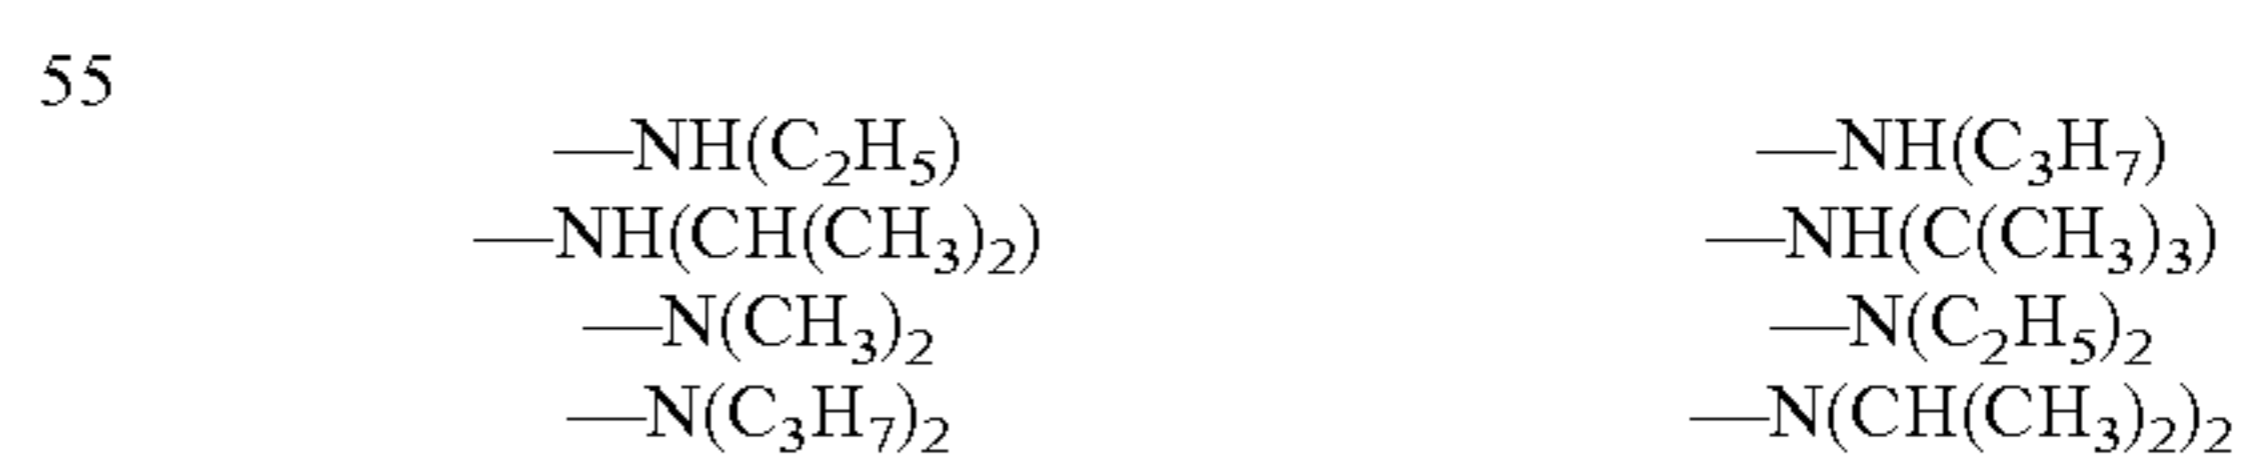 55
—NH(C₂H₅) —NH(C₃H₇)
—NH(CH(CH₃)₂) —NH(C(CH₃)₃)
—N(CH₃)₂ —N(C₂H₅)₂
—N(C₃H₇)₂ —N(CH(CH₃)₂)₂